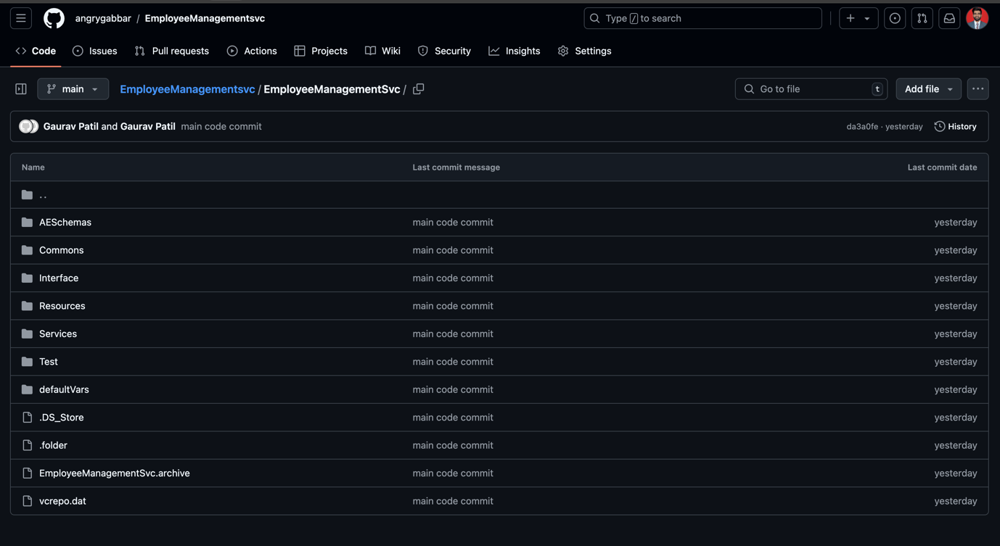 angrygabbar / EmployeeManagementsvc
Type / to search
Code Issues Pull requests Actions Projects Wiki Security Insights Settings
main EmployeeManagementsvc / EmployeeManagementSvc / Go to file t Add file ...
Gaurav Patil and Gaurav Patil main code commit da3a0fe · yesterday History
Name Last commit message Last commit date
..
AESchemas main code commit yesterday
Commons main code commit yesterday
Interface main code commit yesterday
Resources main code commit yesterday
Services main code commit yesterday
Test main code commit yesterday
defaultVars main code commit yesterday
.DS_Store main code commit yesterday
.folder main code commit yesterday
EmployeeManagementSvc.archive main code commit yesterday
vcrepo.dat main code commit yesterday